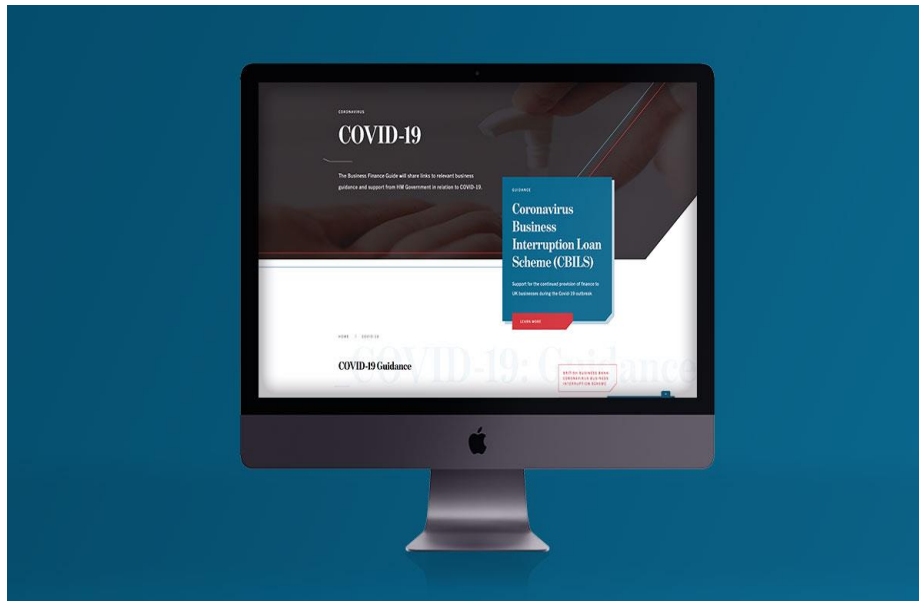 CORONAVIRUS
COVID-19
The Business Finance Guide will share links to relevant business
guidance and support from HM Government in relation to COVID-19.
GUIDANCE
Coronavirus
Business
Interruption Loan
Scheme (CBILS)
Support for the continued provision of finance to
UK businesses during the Covid-19 outbreak
LEARN MORE
HOME / COVID-19
COVID-19: Guidance
COVID-19 Guidance
BRITISH BUSINESS BANK
CORONAVIRUS BUSINESS
INTERRUPTION SCHEME